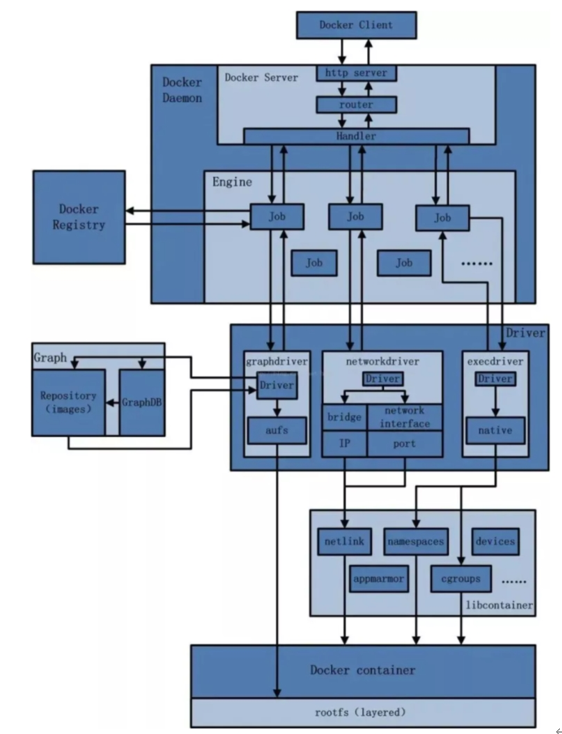 Docker Client
Docker Server
http server
Docker
Daemon
router
Handler
Engine
Docker
Registry
Job
Job
Job
Job
Job
......
Driver
Graph
graphdriver
networkdriver
execdriver
Driver
Driver
Driver
Repository
(images)
GraphDB
aufs
bridge
network
interface
native
IP
port
netlink
namespaces
devices
appmarmor
cgroups
......
libcontainer
Docker container
rootfs (layered)